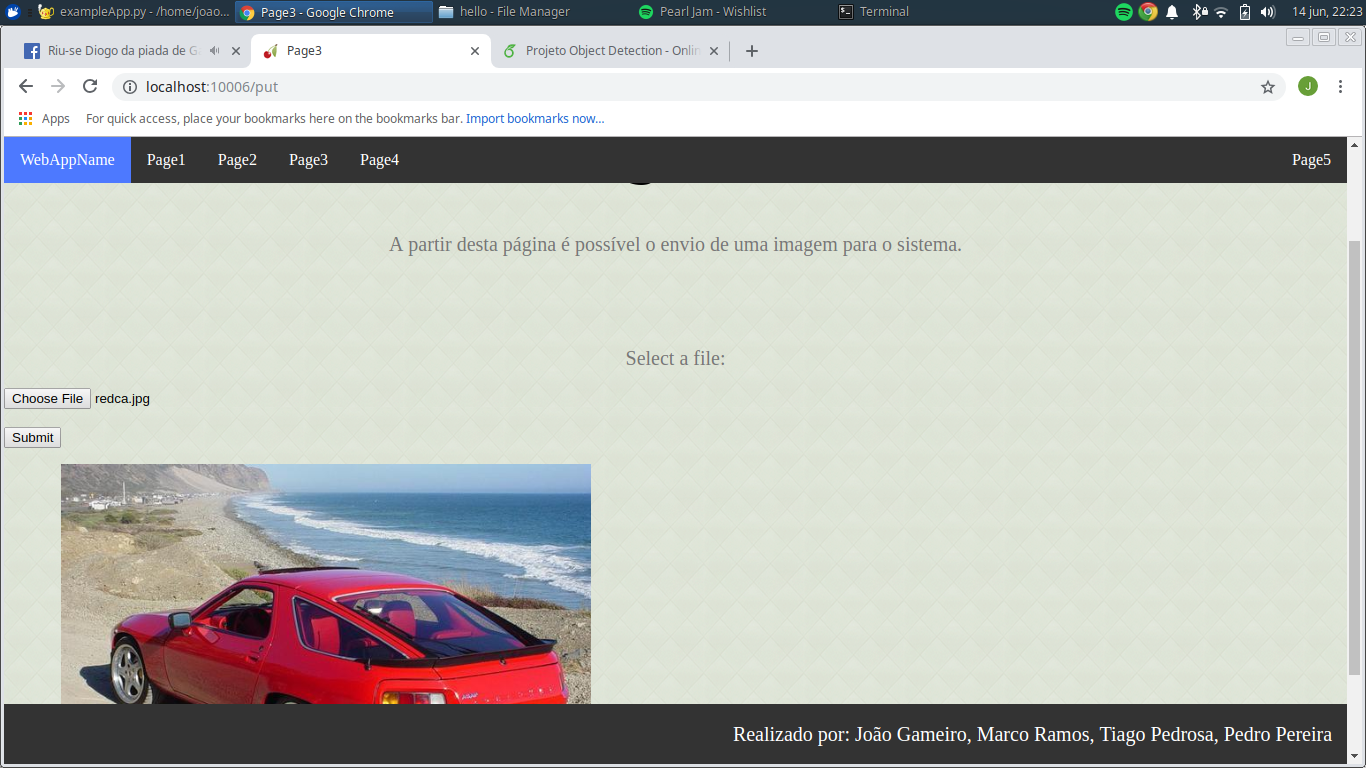 exampleApp.py - /home/joao... Page3 - Google Chrome hello - File Manager Pearl Jam - Wishlist Terminal 14 jun, 22:23
Riu-se Diogo da piada de G Page3 Projeto Object Detection - Onlin
localhost:10006/put J
Apps For quick access, place your bookmarks here on the bookmarks bar. Import bookmarks now...
WebAppName Page1 Page2 Page3 Page4 Page5
A partir desta página é possível o envio de uma imagem para o sistema.
Select a file:
Choose File redca.jpg
Submit
Realizado por: João Gameiro, Marco Ramos, Tiago Pedrosa, Pedro Pereira